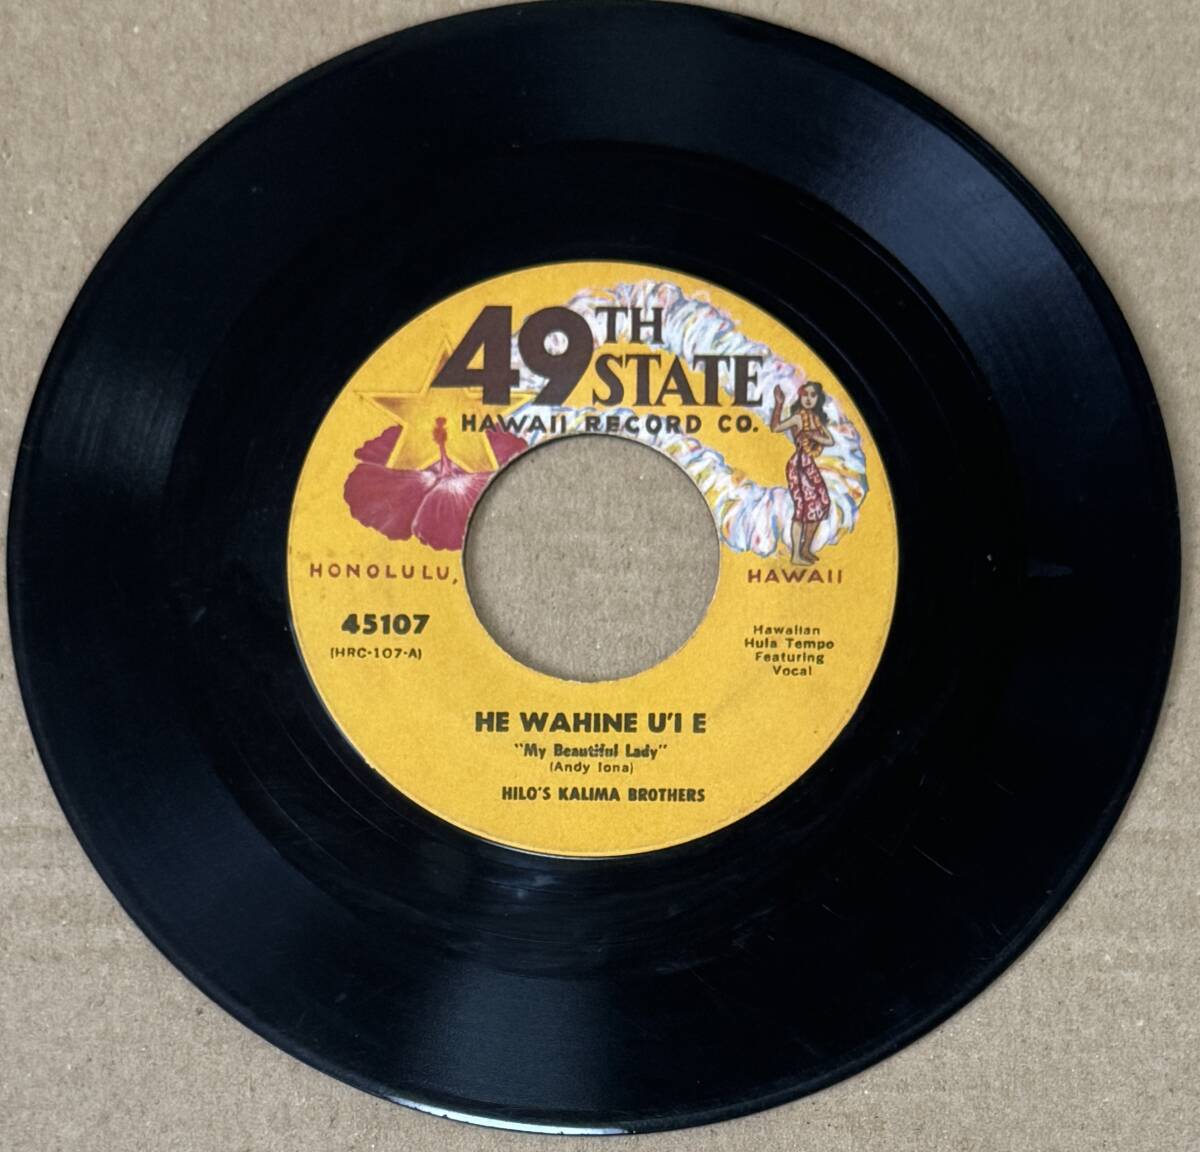 49TH STATE
HAWAII RECORD CO.
HONOLULU, HAWAII
45107
(HRC-107-A)
Hawaiian
Hula Tempo
Featuring
Vocal
HE WAHINE U'I E
"My Beautiful Lady"
(Andy Iona)
HILO'S KALIMA BROTHERS